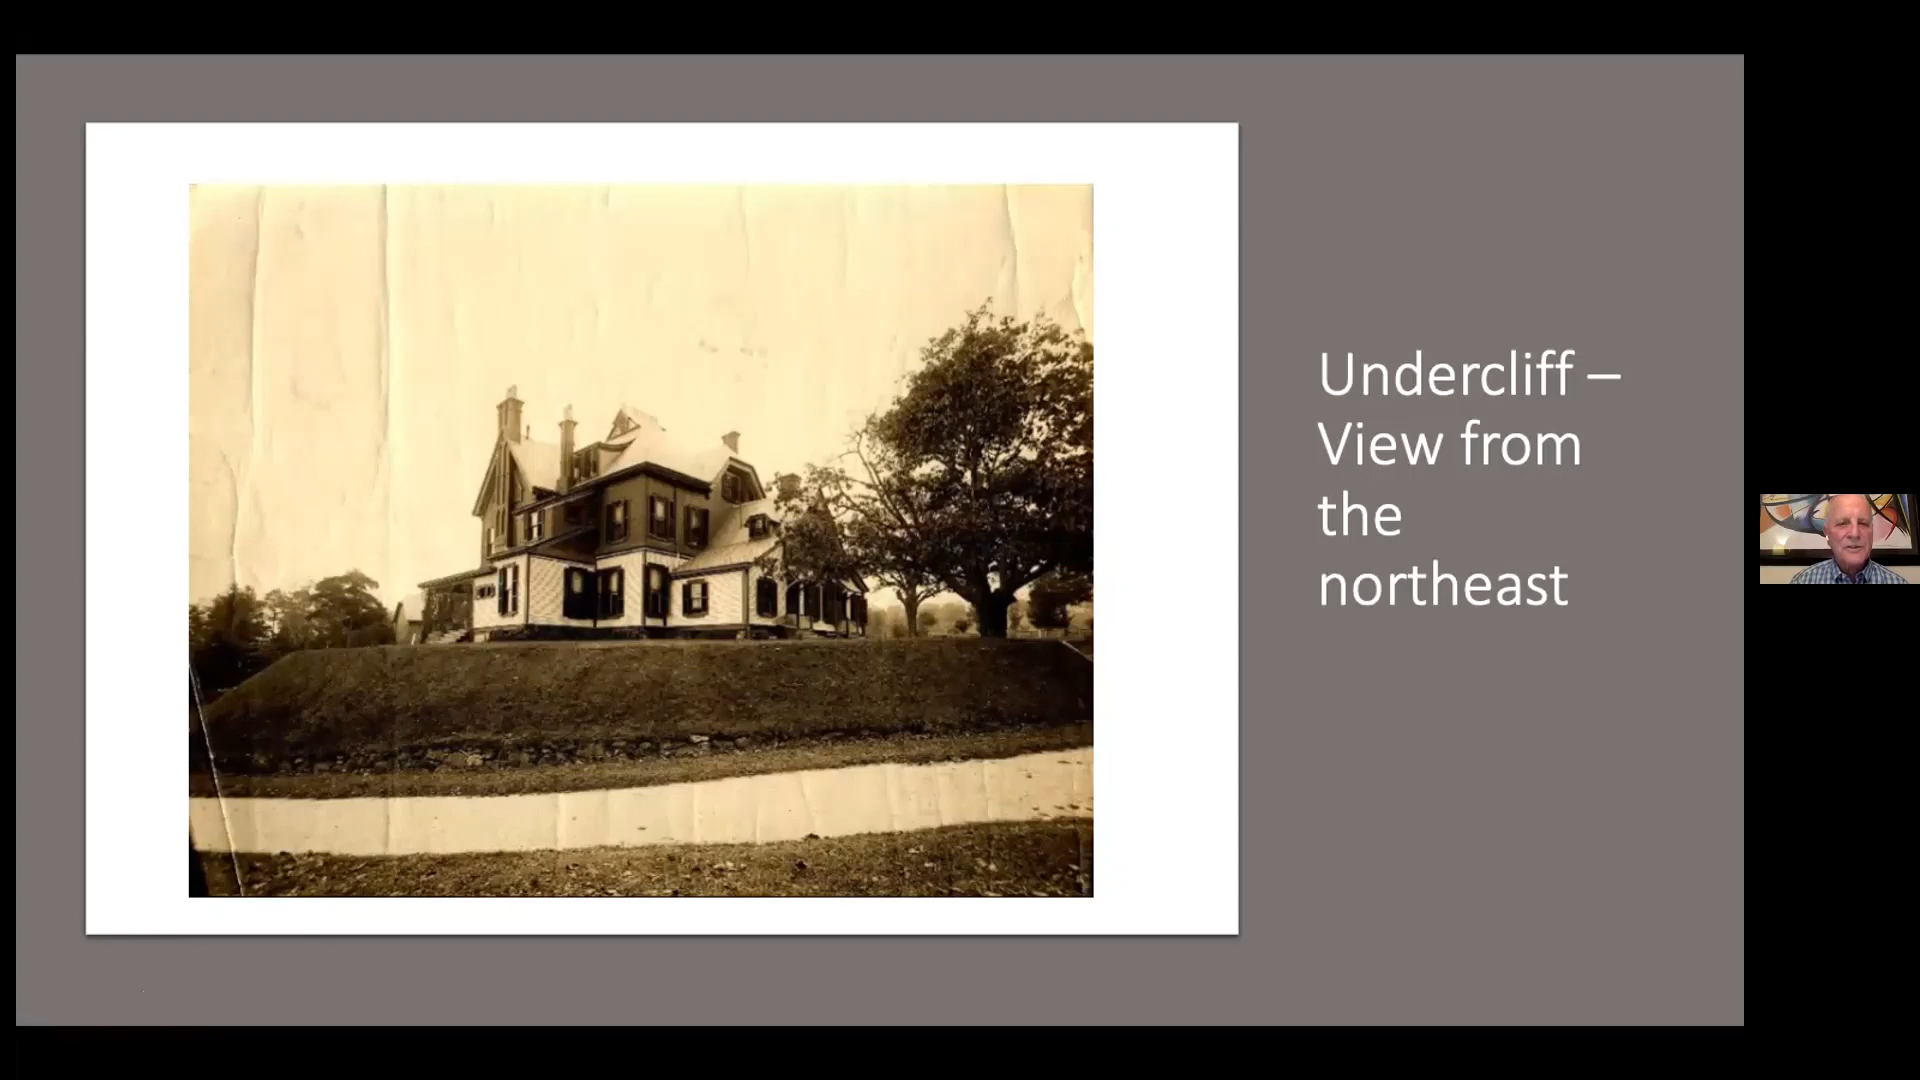 Undercliff –
View from
the
northeast